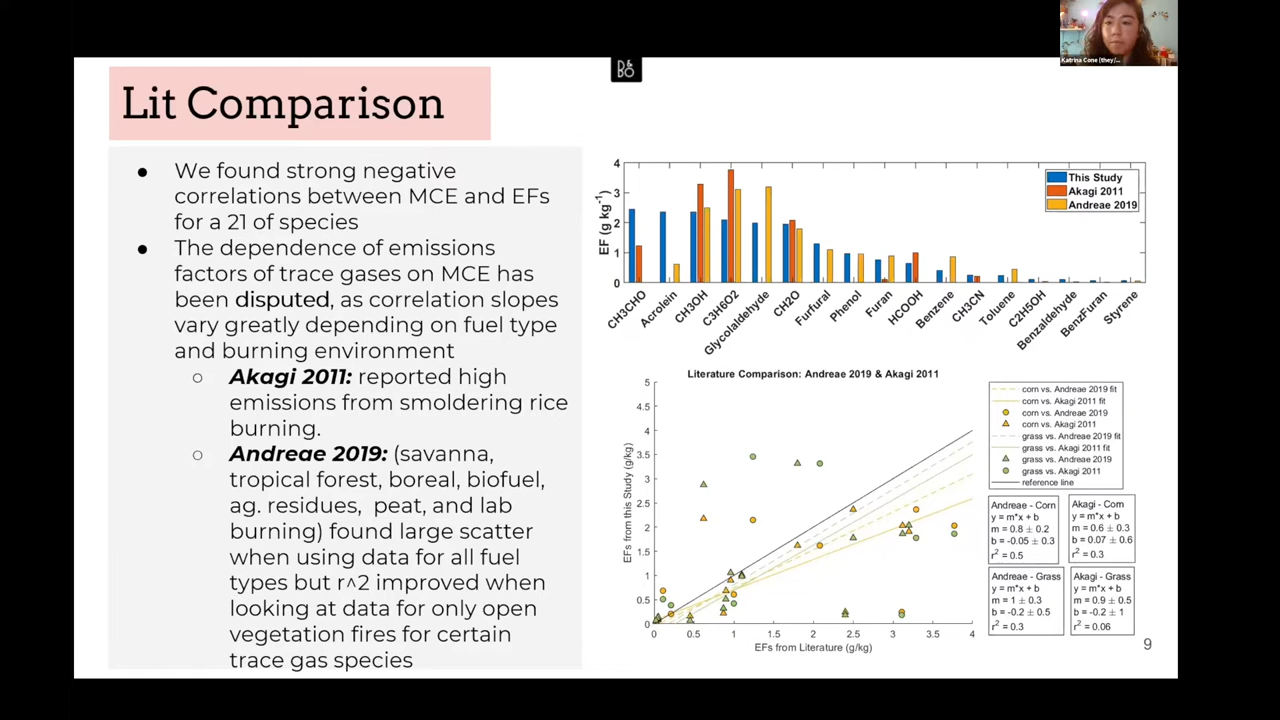 Katrina Cone (they/...
B&
BO
Lit Comparison
● We found strong negative
correlations between MCE and EFs
for a 21 of species
● The dependence of emissions
factors of trace gases on MCE has
been disputed, as correlation slopes
vary greatly depending on fuel type
and burning environment
○ Akagi 2011: reported high
emissions from smoldering rice
burning.
○ Andreae 2019: (savanna,
tropical forest, boreal, biofuel,
ag. residues, peat, and lab
burning) found large scatter
when using data for all fuel
types but r^2 improved when
looking at data for only open
vegetation fires for certain
trace gas species
EF (g kg-1)
4
3
2
1
0
This Study
Akagi 2011
Andreae 2019
CH3CHO
Acrolein
CH3OH
C3H6O2
Glycolaldehyde
CH2O
Furfural
Phenol
Furan
HCOOH
Benzene
CH3CN
Toluene
C2H5OH
Benzaldehyde
BenzFuran
Styrene
Literature Comparison: Andreae 2019 & Akagi 2011
EFs from this Study (g/kg)
5
4.5
4
3.5
3
2.5
2
1.5
1
0.5
0
0 0.5 1 1.5 2 2.5 3 3.5 4
EFs from Literature (g/kg)
corn vs. Andreae 2019 fit
corn vs. Akagi 2011 fit
corn vs. Andreae 2019
corn vs. Akagi 2011
grass vs. Andreae 2019 fit
grass vs. Akagi 2011 fit
grass vs. Andreae 2019
grass vs. Akagi 2011
reference line
Andreae - Corn
y = m*x + b
m = 0.8 ± 0.2
b = -0.05 ± 0.3
r2 = 0.5
Akagi - Corn
y = m*x + b
m = 0.6 ± 0.3
b = 0.07 ± 0.6
r2 = 0.3
Andreae - Grass
y = m*x + b
m = 1 ± 0.3
b = -0.2 ± 0.5
r2 = 0.3
Akagi - Grass
y = m*x + b
m = 0.9 ± 0.5
b = -0.2 ± 1
r2 = 0.06
9